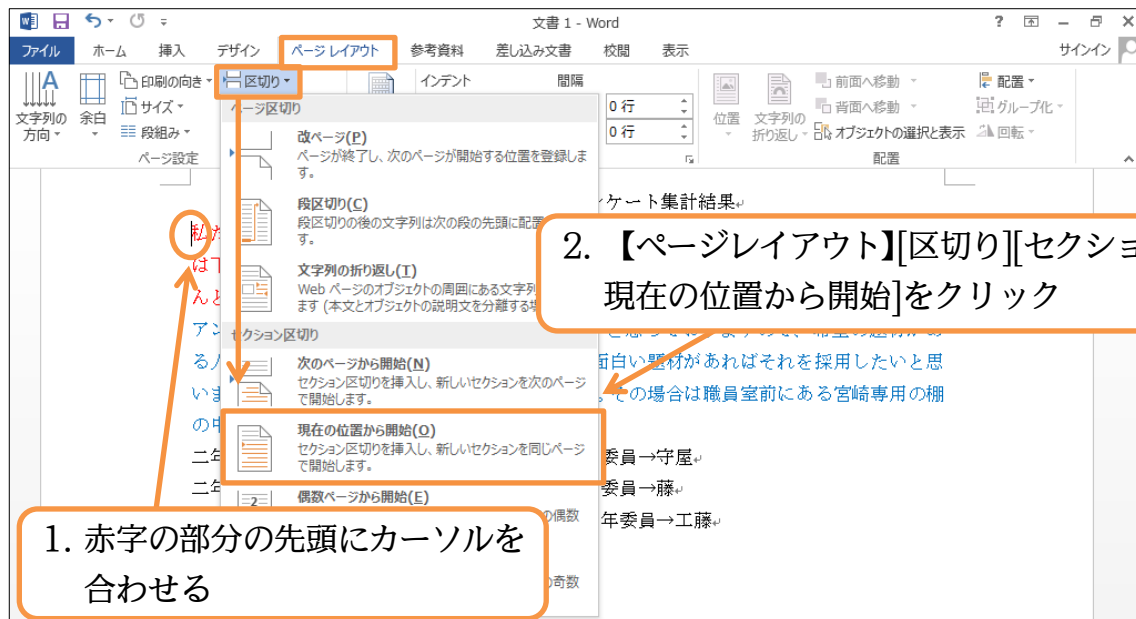 文書 1 - Word
ファイル ホーム 挿入 デザイン ページ レイアウト 参考資料 差し込み文書 校閲 表示 サインイン
文字列の方向
余白
印刷の向き
サイズ
段組み
区切り
ページ設定
インデント 間隔
0 行
0 行
位置
文字列の折り返し
前面へ移動
背面へ移動
オブジェクトの選択と表示
配置
グループ化
回転
配置
ページ区切り
改ページ(P)
ページが終了し、次のページが開始する位置を登録します。
段区切り(C)
段区切りの後の文字列は次の段の先頭に配置
す。
文字列の折り返し(T)
Web ページのオブジェクトの周囲にある文字列
ます (本文とオブジェクトの説明文を分離する
セクション区切り
次のページから開始(N)
セクション区切りを挿入し、新しいセクションを次のページ
で開始します。
現在の位置から開始(O)
セクション区切りを挿入し、新しいセクションを同じページ
で開始します。
偶数ページから開始(E)
の偶数
の奇数
ケート集計結果
私た
は下
んと
アン
る人 面白い題材があればそれを採用したいと思
いま その場合は職員室前にある宮崎専用の棚
の中
二年 委員→守屋
二年 委員→藤
年委員→工藤
1. 赤字の部分の先頭にカーソルを
合わせる
2. 【ページレイアウト】[区切り][セクショ
現在の位置から開始]をクリック